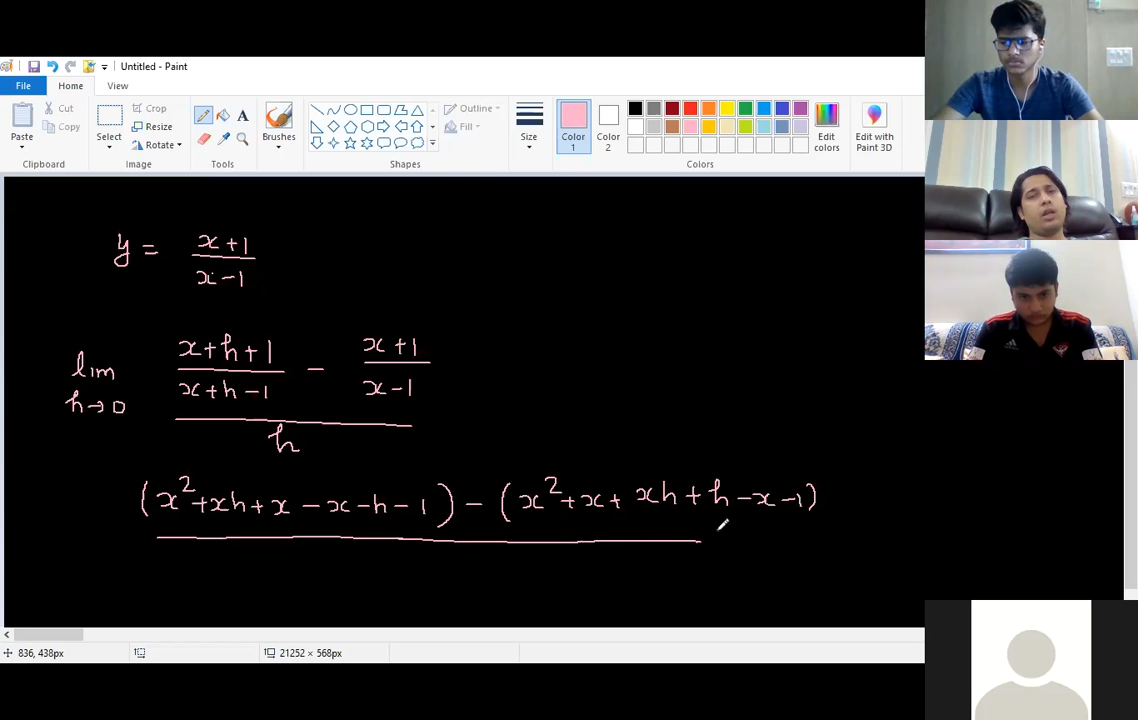 Untitled - Paint
File Home View
Paste
Cut
Copy
Clipboard
Select
Crop
Resize
Rotate
Image
Tools
Brushes
Shapes
Outline
Fill
Size
Color 1
Color 2
Colors
Edit colors
Edit with Paint 3D
y = x+1
x-1
lim x+h+1 - x+1
h→0 x+h-1 x-1
h
(x²+xh+x-x-h-1) - (x²+x+xh+h-x-1)
836, 438px 21252 × 568px